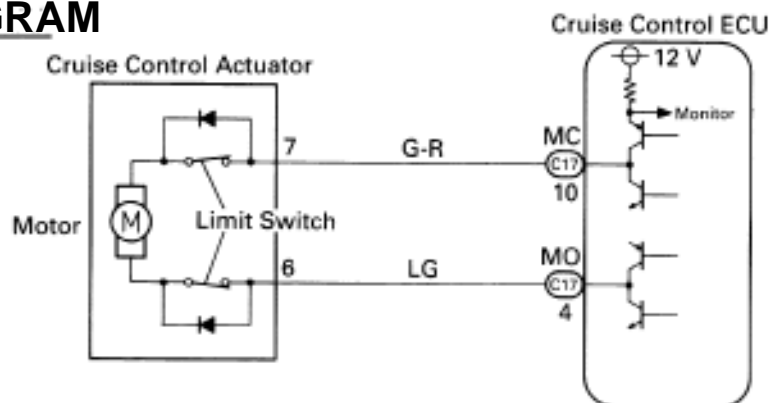 GRAM
Cruise Control ECU
Cruise Control Actuator
12 V
Monitor
7
G-R
MC
C17
10
Motor
M
Limit Switch
6
LG
MO
C17
4